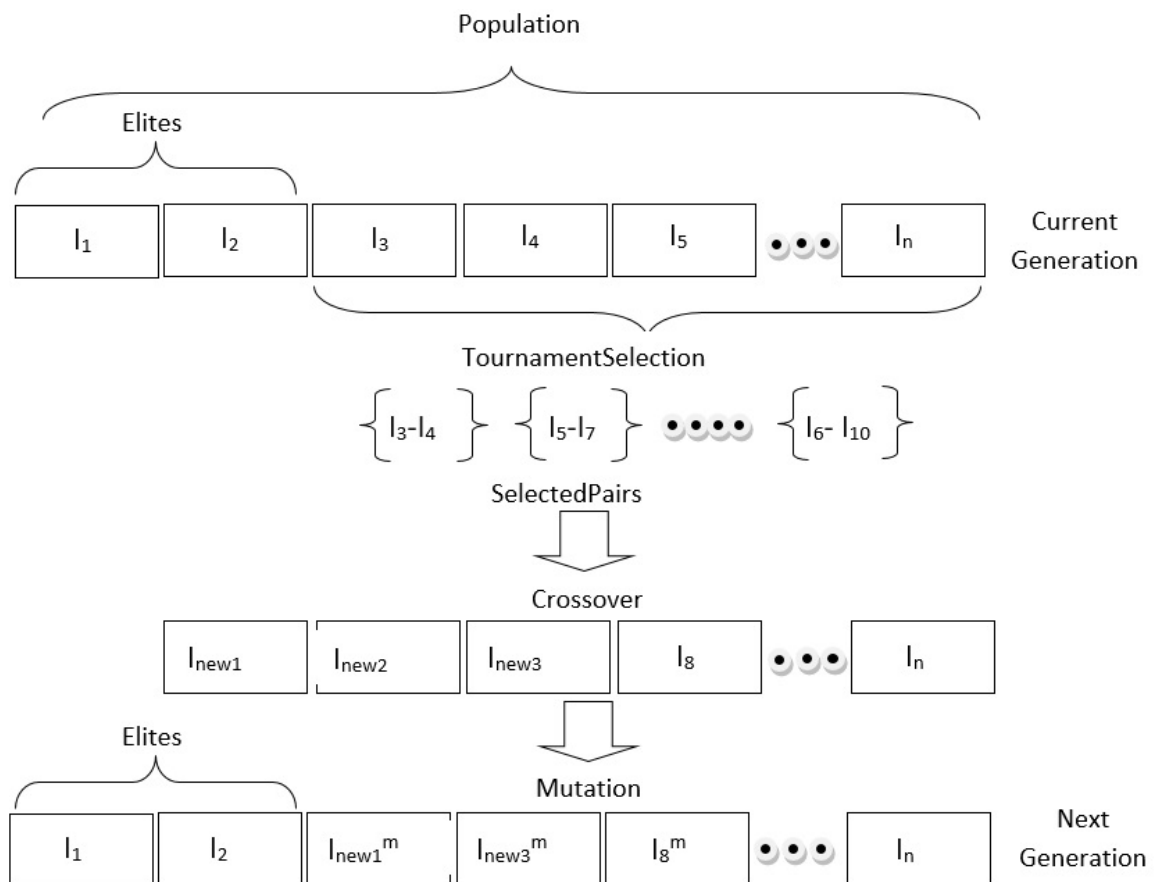 Population
Elites
I₁ I₂ I₃ I₄ I₅ Iₙ Current
Generation
TournamentSelection
{I₃-I₄} {I₅-I₇} {I₆- I₁₀}
SelectedPairs
Crossover
Iₙₑw₁ Iₙₑw₂ Iₙₑw₃ I₈ Iₙ
Elites
Mutation
I₁ I₂ Iₙₑw₁ᵐ Iₙₑw₃ᵐ I₈ᵐ Iₙ Next
Generation